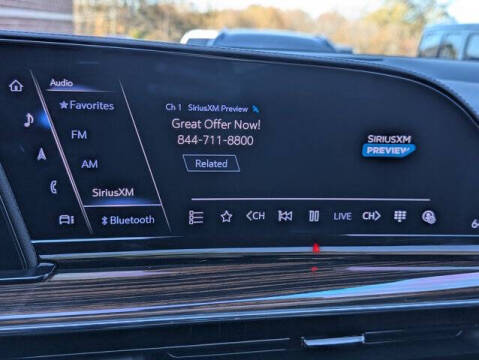 Audio
Favorites
FM
AM
SiriusXM
Bluetooth
Ch 1 SiriusXM Preview
Great Offer Now!
844-711-8800
Related
SIRIUSXM
PREVIEW
<CH
LIVE
CH>